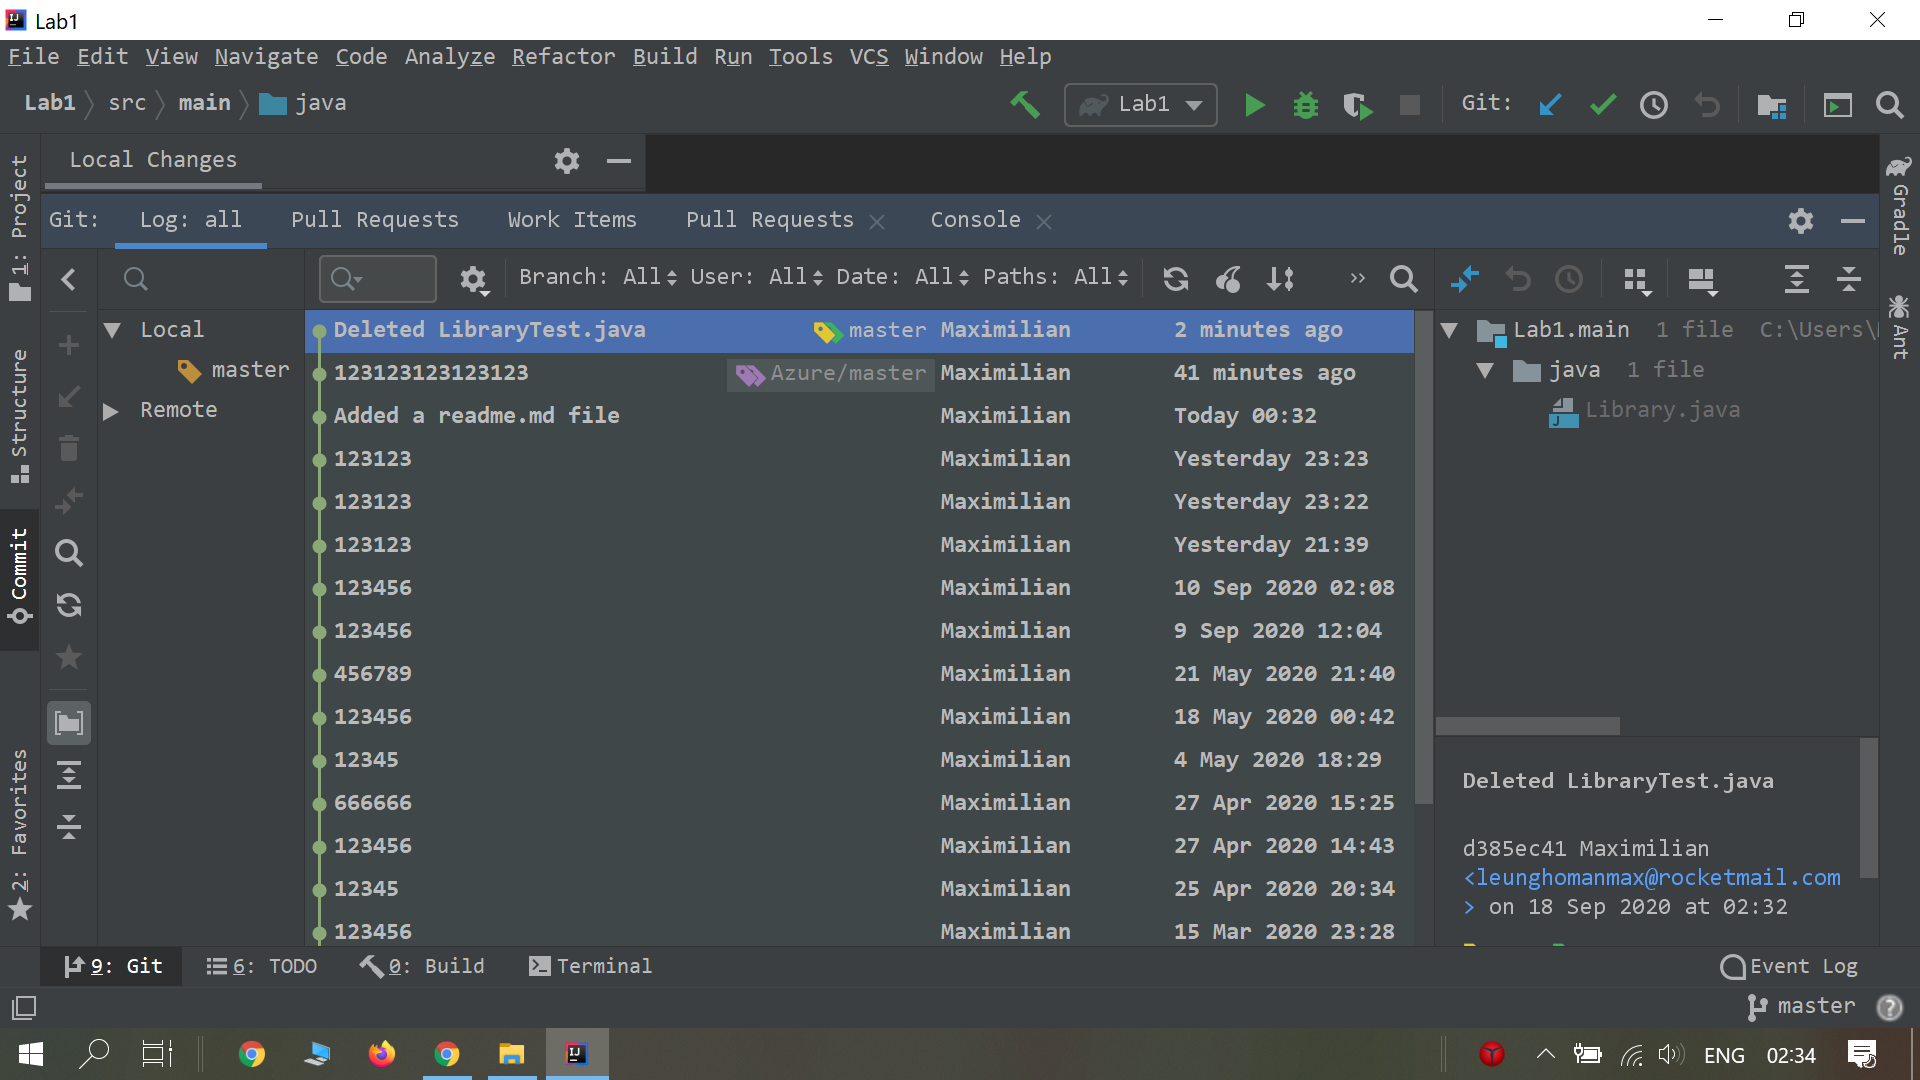 Lab1
File Edit View Navigate Code Analyze Refactor Build Run Tools VCS Window Help
Lab1 src main java
Lab1
Git:
Local Changes
Git: Log: all Pull Requests Work Items Pull Requests Console
Branch: All User: All Date: All Paths: All
1: Project
Structure
Commit
2: Favorites
Local
master
Remote
Deleted LibraryTest.java master Maximilian 2 minutes ago
123123123123123 Azure/master Maximilian 41 minutes ago
Added a readme.md file Maximilian Today 00:32
123123 Maximilian Yesterday 23:23
123123 Maximilian Yesterday 23:22
123123 Maximilian Yesterday 21:39
123456 Maximilian 10 Sep 2020 02:08
123456 Maximilian 9 Sep 2020 12:04
456789 Maximilian 21 May 2020 21:40
123456 Maximilian 18 May 2020 00:42
12345 Maximilian 4 May 2020 18:29
666666 Maximilian 27 Apr 2020 15:25
123456 Maximilian 27 Apr 2020 14:43
12345 Maximilian 25 Apr 2020 20:34
123456 Maximilian 15 Mar 2020 23:28
Lab1.main 1 file C:\Users\
java 1 file
Library.java
Deleted LibraryTest.java
d385ec41 Maximilian
<leunghomanmax@rocketmail.com
> on 18 Sep 2020 at 02:32
Gradle
Ant
9: Git 6: TODO 0: Build Terminal Event Log
master
ENG 02:34